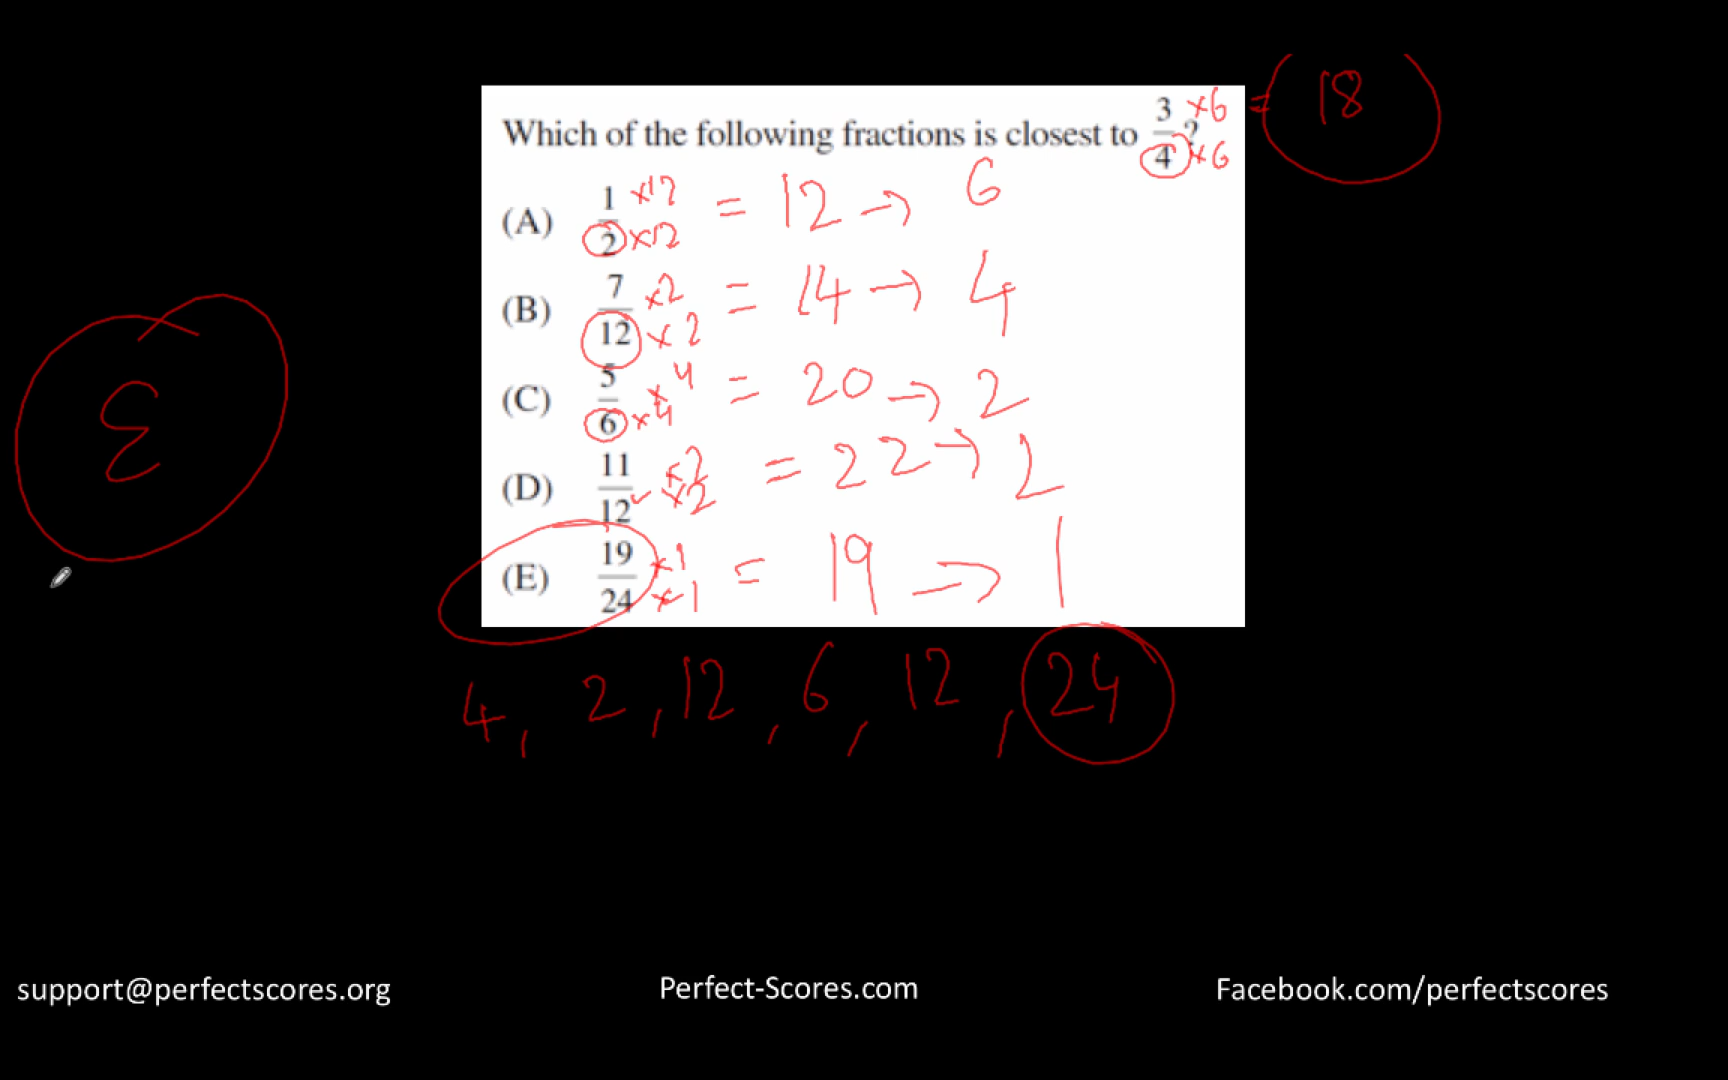 Which of the following fractions is closest to 3/4 ? ×6 ×6 = 18
(A) 1/2 ×12 ×12 = 12 → 6
(B) 7/12 ×2 ×2 = 14 → 4
(C) 5/6 ×4 ×4 = 20 → 2
(D) 11/12 ×2 ×2 = 22 → 2
(E) 19/24 ×1 ×1 = 19 → 1
E
4, 2, 12, 6, 12, 24
support@perfectscores.org
Perfect-Scores.com
Facebook.com/perfectscores